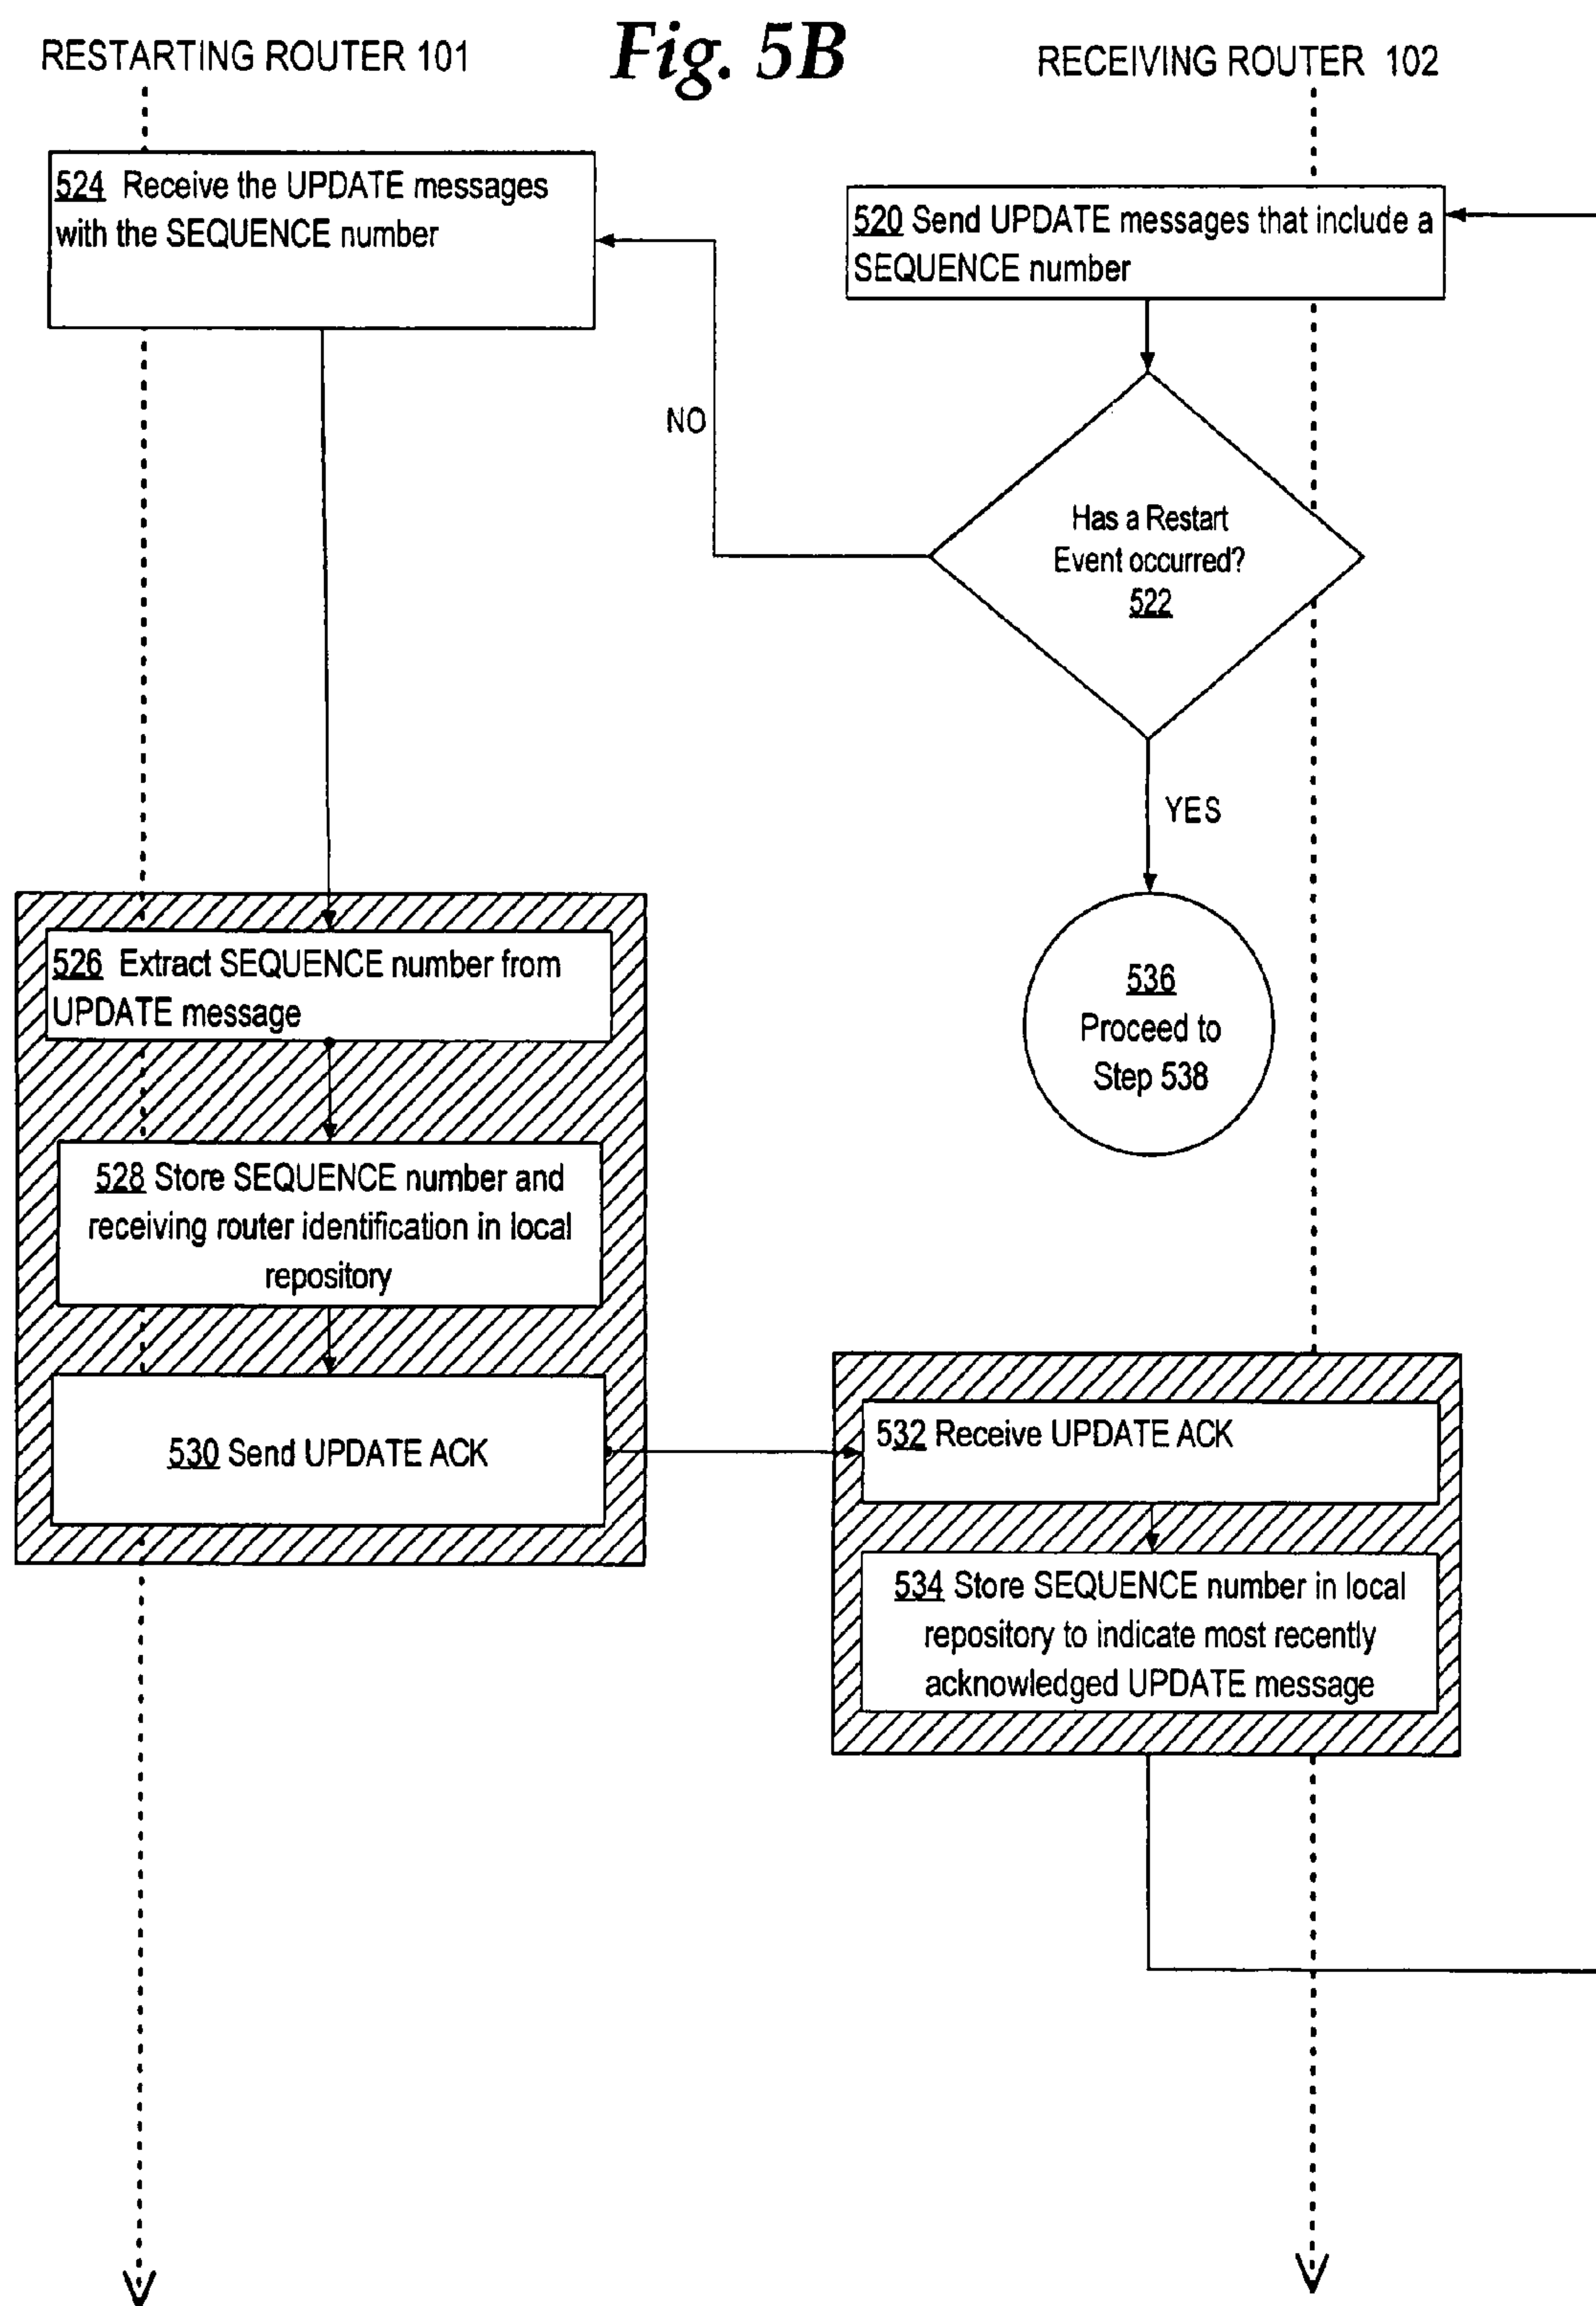 RESTARTING ROUTER 101
Fig. 5B
RECEIVING ROUTER 102
524 Receive the UPDATE messages
with the SEQUENCE number
520 Send UPDATE messages that include a
SEQUENCE number
NO
Has a Restart
Event occurred?
522
YES
526 Extract SEQUENCE number from
UPDATE message
536
Proceed to
Step 538
528 Store SEQUENCE number and
receiving router identification in local
repository
530 Send UPDATE ACK
532 Receive UPDATE ACK
534 Store SEQUENCE number in local
repository to indicate most recently
acknowledged UPDATE message